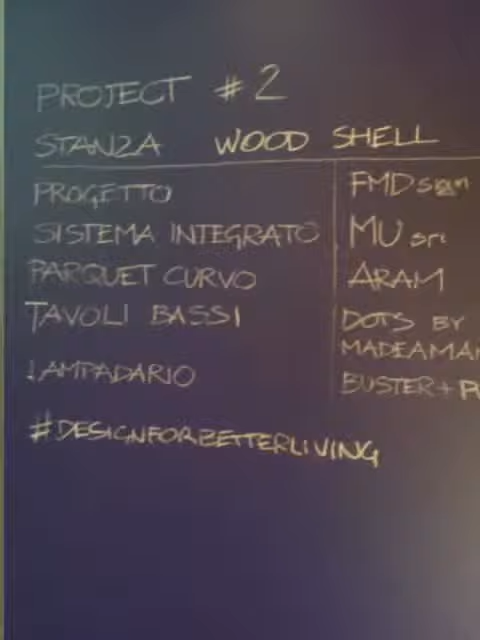 PROJECT #2
STANZA WOOD SHELL
PROGETTO FMD
SISTEMA INTEGRATO MU srl
PARQUET CURVO ARAM
TAVOLI BASSI DOTS BY
MADEAMA
LAMPADARIO BUSTER+
#DESIGNFORBETTERLIVING